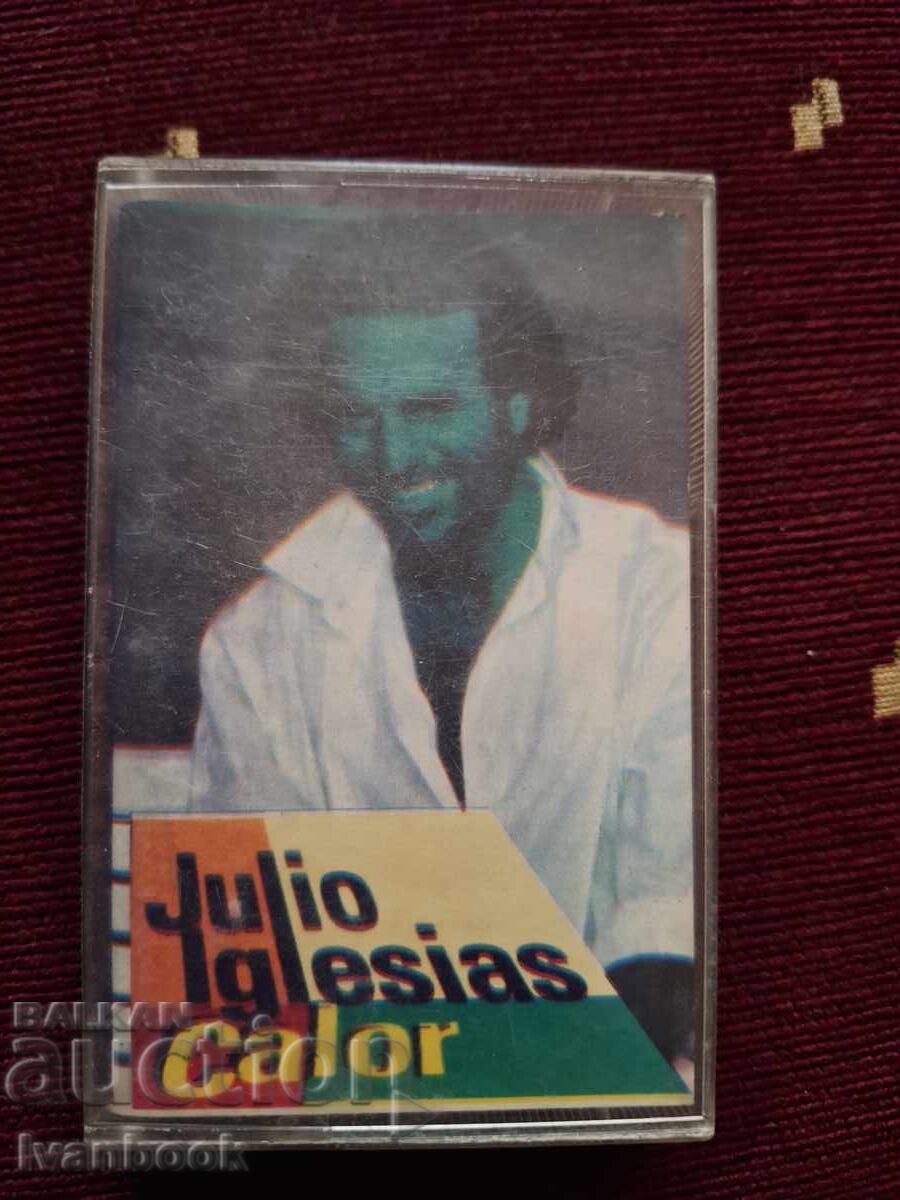 Julio
Iglesias
calor
BALKAN
auction
Ivanbook